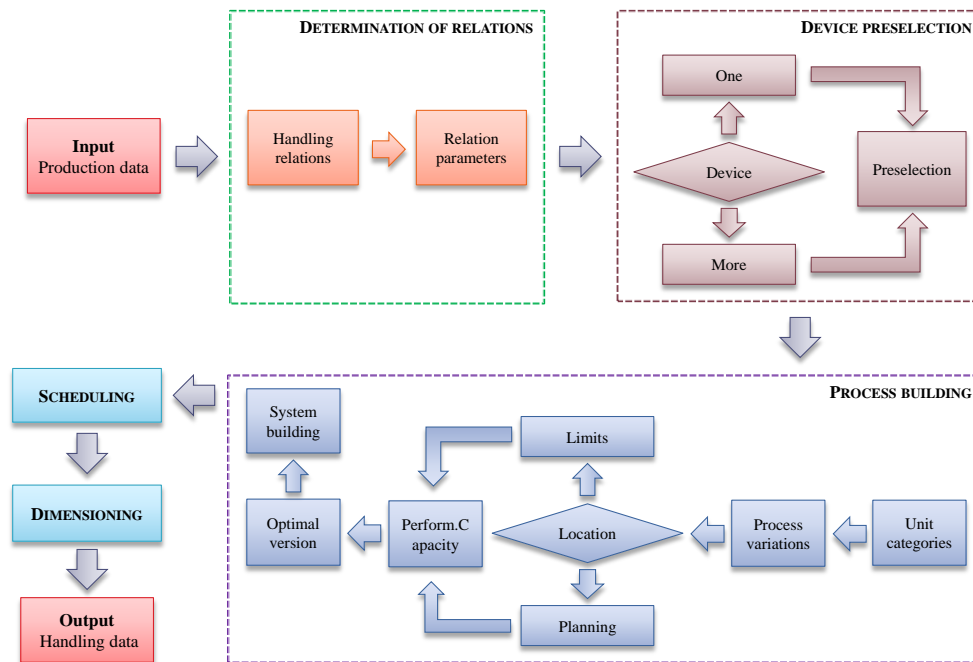 DETERMINATION OF RELATIONS
DEVICE PRESELECTION
Input
Production data
Handling
relations
Relation
parameters
One
Device
More
Preselection
PROCESS BUILDING
Unit
categories
Process
variations
Location
Limits
Planning
Perform.C
apacity
Optimal
version
System
building
SCHEDULING
DIMENSIONING
Output
Handling data